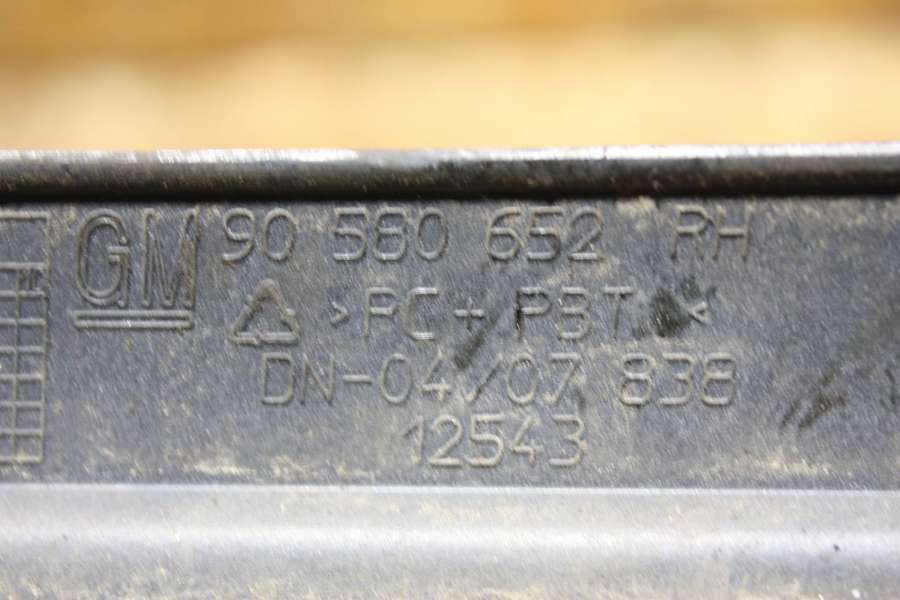 GM 90 580 652 RH
>PC+PBT<
DN-04/07 838
12543